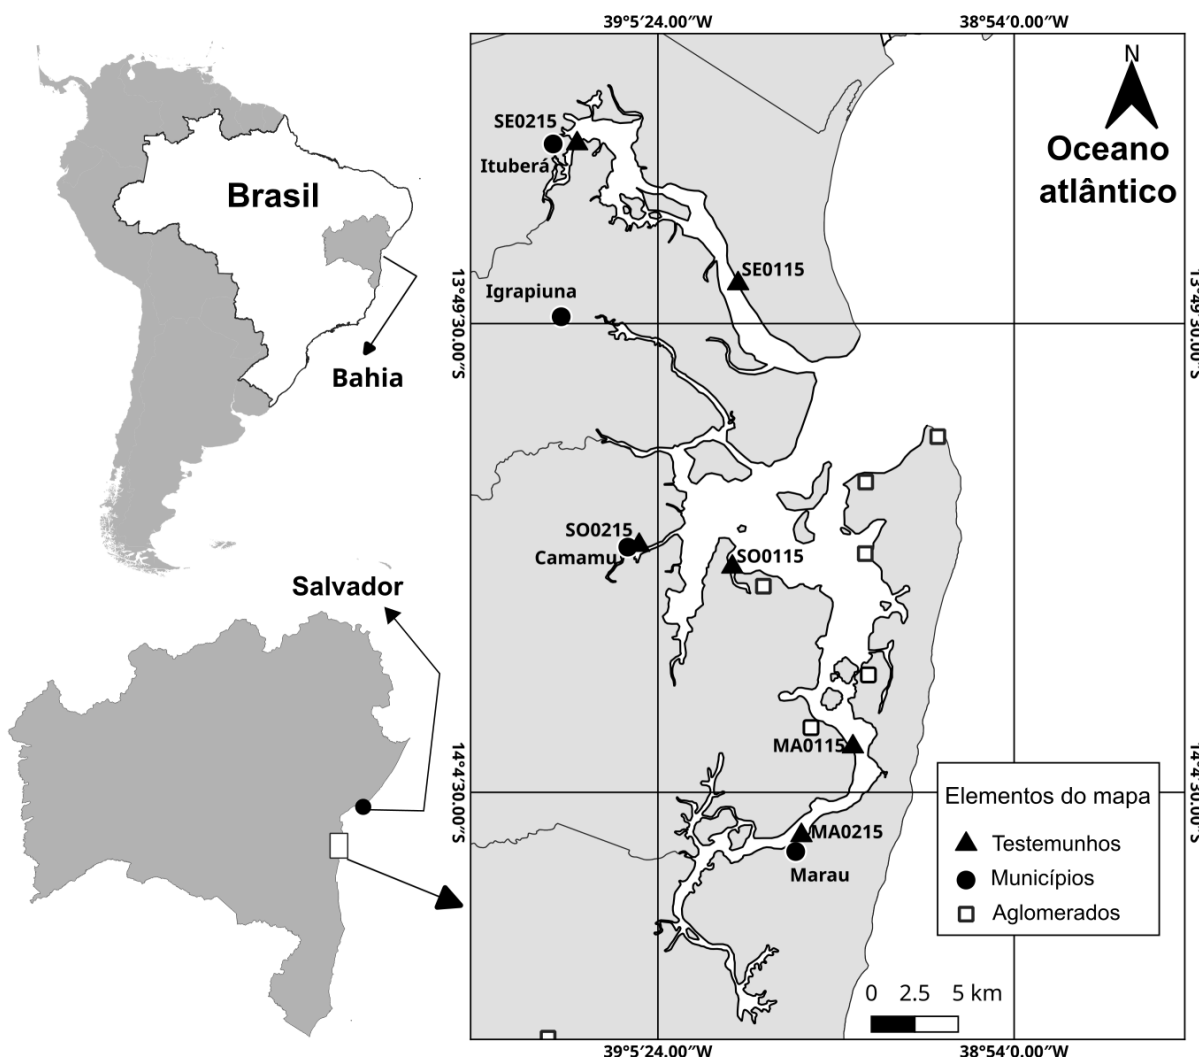 Brasil
Bahia
Salvador
39°5′24.00″W
38°54′0.00″W
N
Oceano
atlântico
SE0215
Ituberá
SE0115
Igrapiuna
13°49′30.00″S
13°49′30.00″S
SO0215
Camamu
SO0115
MA0115
14°4′30.00″S
14°4′30.00″S
MA0215
Marau
Elementos do mapa
Testemunhos
Municípios
Aglomerados
0 2.5 5 km
39°5′24.00″W
38°54′0.00″W